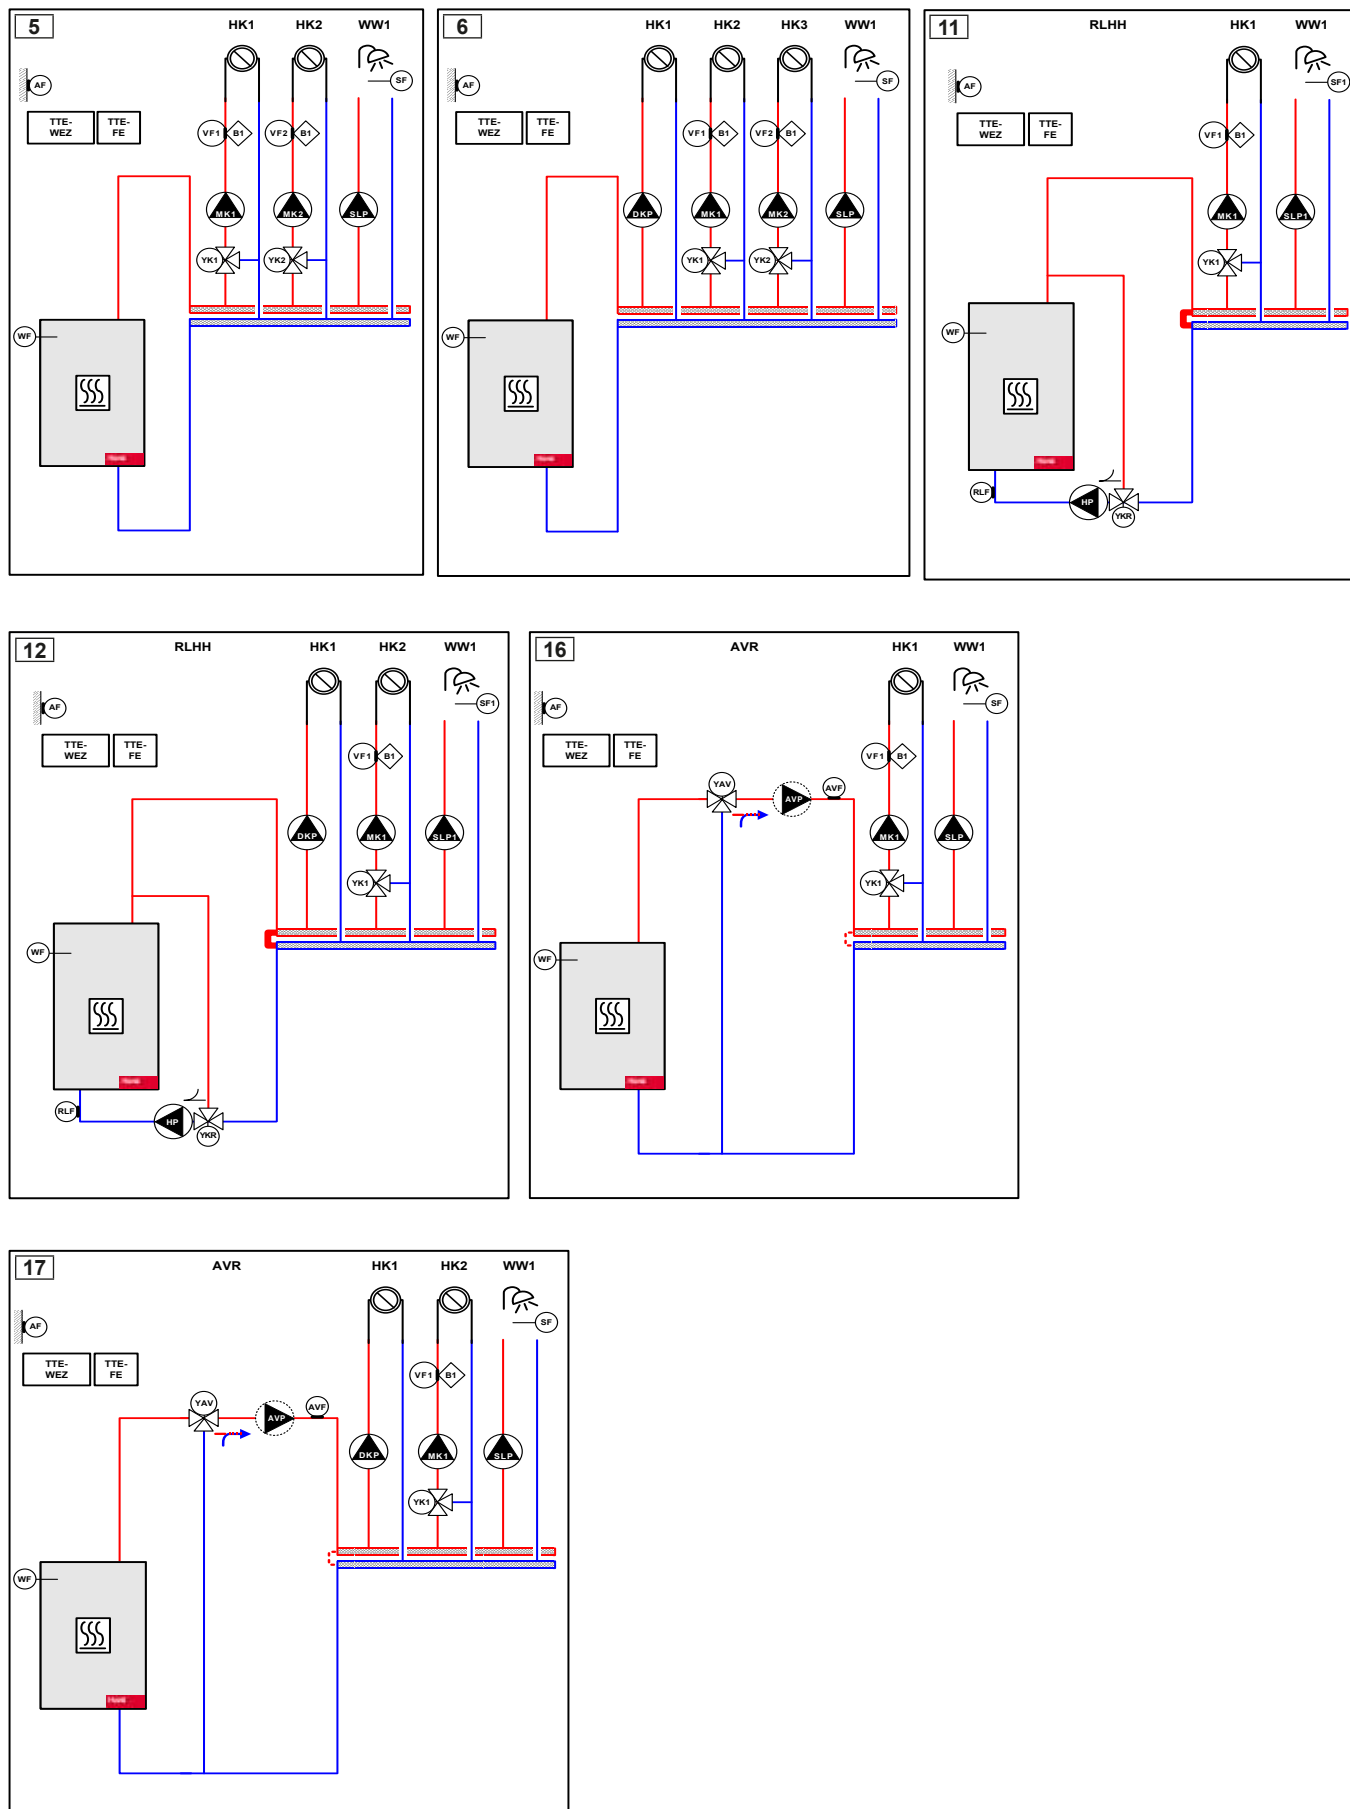 5
HK1 HK2 WW1
AF SF
TTE-WEZ TTE-FE
VF1 B1 VF2 B1
MK1 MK2 SLP
YK1 YK2
WF
6
HK1 HK2 HK3 WW1
AF SF
TTE-WEZ TTE-FE
VF1 B1 VF2 B1
DKP MK1 MK2 SLP
YK1 YK2
WF
11
RLHH HK1 WW1
AF SF1
TTE-WEZ TTE-FE
VF1 B1
MK1 SLP1
YK1
WF
RLF HP YKR
12
RLHH HK1 HK2 WW1
AF SF1
TTE-WEZ TTE-FE
VF1 B1
DKP MK1 SLP1
YK1
WF
RLF HP YKR
16
AVR HK1 WW1
AF SF
TTE-WEZ TTE-FE
VF1 B1
YAV AVP AVF
MK1 SLP
YK1
WF
17
AVR HK1 HK2 WW1
AF SF
TTE-WEZ TTE-FE
VF1 B1
YAV AVP AVF
DKP MK1 SLP
YK1
WF